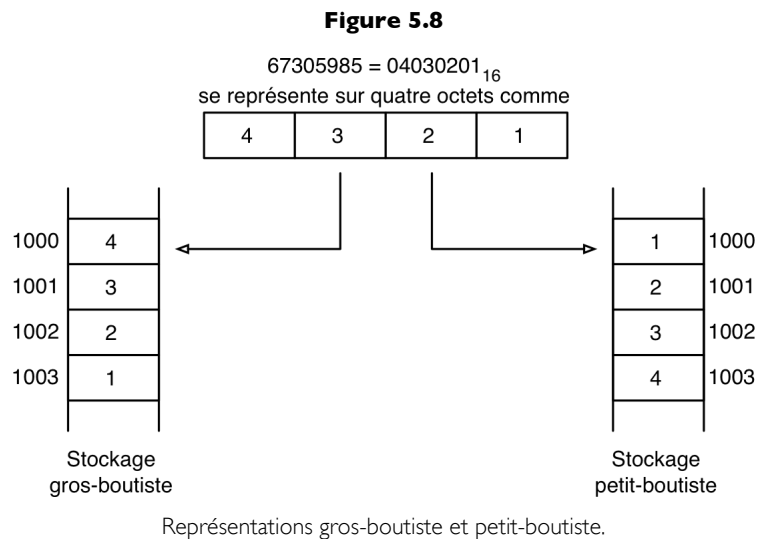 Figure 5.8
67305985 = 04030201₁₆
se représente sur quatre octets comme
4 3 2 1
1000 4
1001 3
1002 2
1003 1
Stockage
gros-boutiste
1 1000
2 1001
3 1002
4 1003
Stockage
petit-boutiste
Représentations gros-boutiste et petit-boutiste.